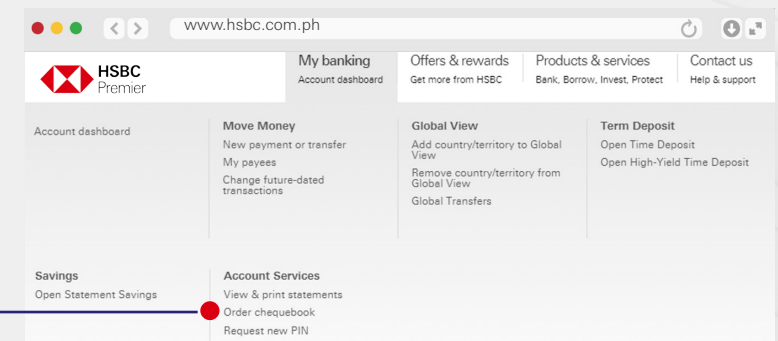 www.hsbc.com.ph
HSBC
Premier
My banking
Account dashboard
Offers & rewards
Get more from HSBC
Products & services
Bank, Borrow, Invest, Protect
Contact us
Help & support
Account dashboard
Move Money
New payment or transfer
My payees
Change future-dated
transactions
Global View
Add country/territory to Global
View
Remove country/territory from
Global View
Global Transfers
Term Deposit
Open Time Deposit
Open High-Yield Time Deposit
Savings
Open Statement Savings
Account Services
View & print statements
Order chequebook
Request new PIN